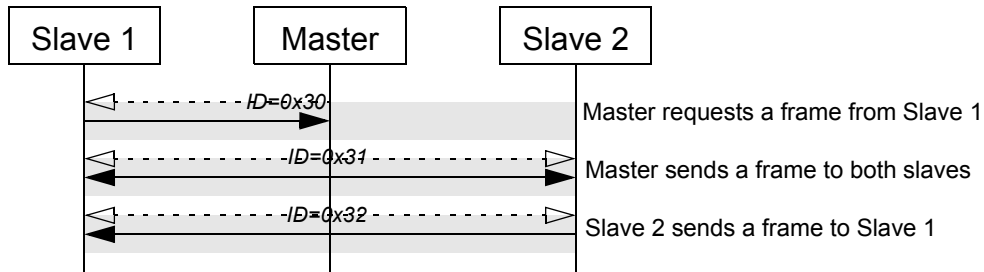 Slave 1 Master Slave 2
ID=0x30
Master requests a frame from Slave 1
ID=0x31
Master sends a frame to both slaves
ID=0x32
Slave 2 sends a frame to Slave 1